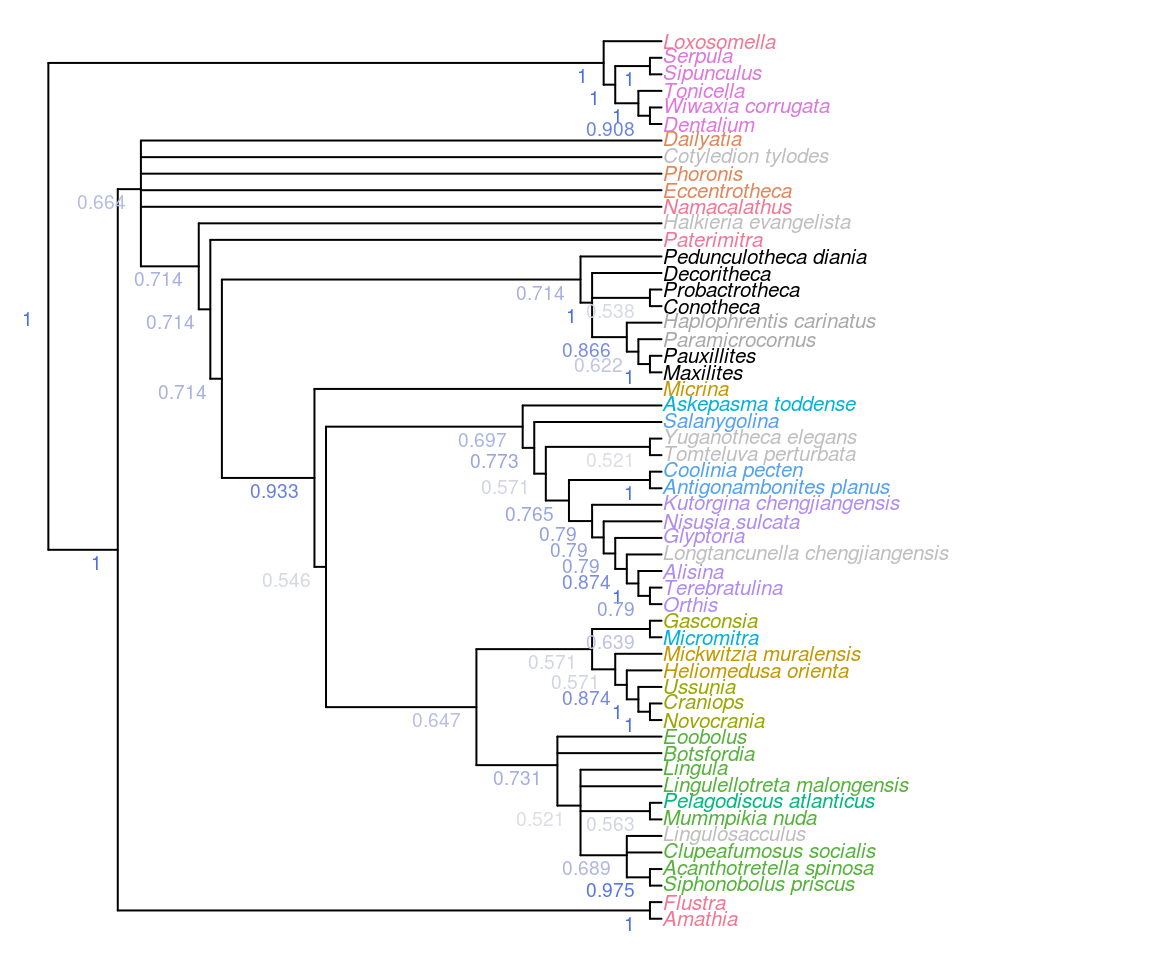 Loxosomella
Serpula
1
1
Sipunculus
Tonicella
1
Wiwaxia corrugata
1
Dentalium
0.908
Dailyatia
Cotyledion tylodes
Phoronis
Eccentrotheca
0.664
Namacalathus
Halkieria evangelista
Paterimitra
Pedunculotheca diania
0.714
Decoritheca
0.714
Probactrotheca
Conotheca
0.538
1
1
0.714
Haplophrentis carinatus
Paramicrocornus
0.866
Pauxillites
0.622
Maxilites
1
0.714
Micrina
Askepasma toddense
Salanygolina
0.697
Yuganotheca elegans
Tomteluva perturbata
0.773
0.521
Coolinia pecten
0.571
Antigonambonites planus
0.933
1
Kutorgina chengjiangensis
0.765
Nisusia sulcata
0.79
Glyptoria
0.79
Longtancunella chengjiangensis
1
0.79
Alisina
0.546
0.874
Terebratulina
1
Orthis
0.79
Gasconsia
Micromitra
0.639
Mickwitzia muralensis
0.571
Heliomedusa orienta
0.571
Ussunia
0.874
Craniops
1
Novocrania
0.647
1
Eoobolus
Botsfordia
Lingula
0.731
Lingulellotreta malongensis
Pelagodiscus atlanticus
Mummpikia nuda
0.521
0.563
Lingulosacculus
Clupeafumosus socialis
0.689
Acanthotretella spinosa
Siphonobolus priscus
0.975
Flustra
Amathia
1